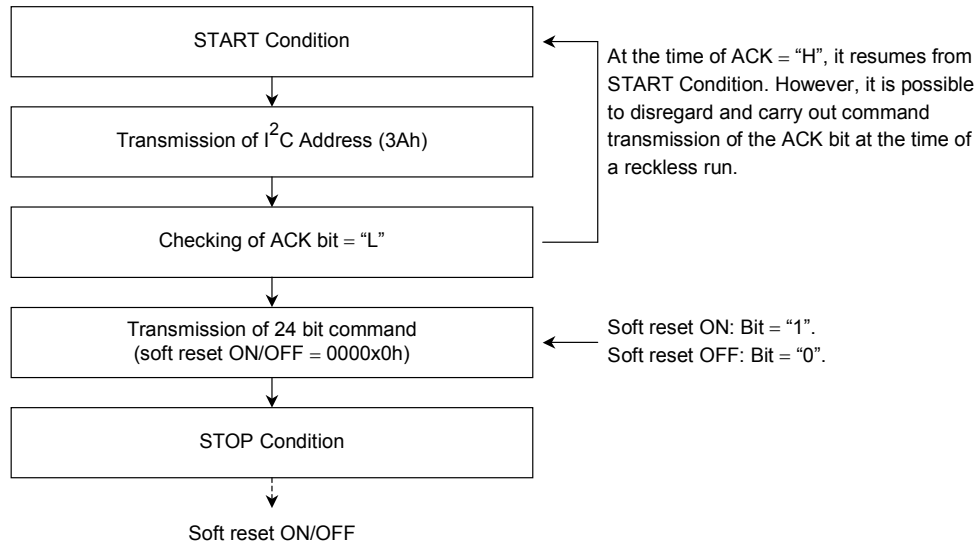 START Condition
At the time of ACK = “H”, it resumes from
START Condition. However, it is possible
to disregard and carry out command
transmission of the ACK bit at the time of
a reckless run.
Transmission of I²C Address (3Ah)
Checking of ACK bit = “L”
Transmission of 24 bit command
(soft reset ON/OFF = 0000x0h)
Soft reset ON: Bit = “1”.
Soft reset OFF: Bit = “0”.
STOP Condition
Soft reset ON/OFF